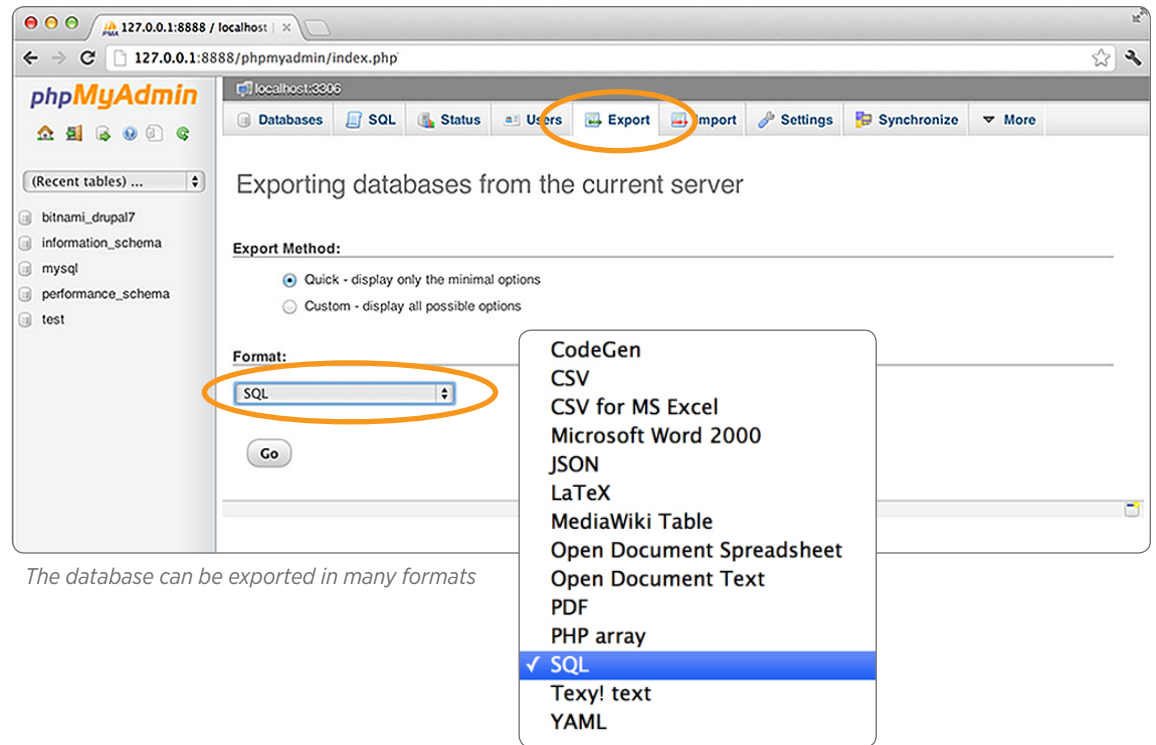 127.0.0.1:8888 / localhost |
127.0.0.1:8888/phpmyadmin/index.php
phpMyAdmin
localhost:3306
Databases SQL Status Users Export Import Settings Synchronize More
(Recent tables) ...
bitnami_drupal7
information_schema
mysql
performance_schema
test
Exporting databases from the current server
Export Method:
Quick - display only the minimal options
Custom - display all possible options
Format:
SQL
Go
CodeGen
CSV
CSV for MS Excel
Microsoft Word 2000
JSON
LaTeX
MediaWiki Table
Open Document Spreadsheet
Open Document Text
PDF
PHP array
✓ SQL
Texy! text
YAML
The database can be exported in many formats